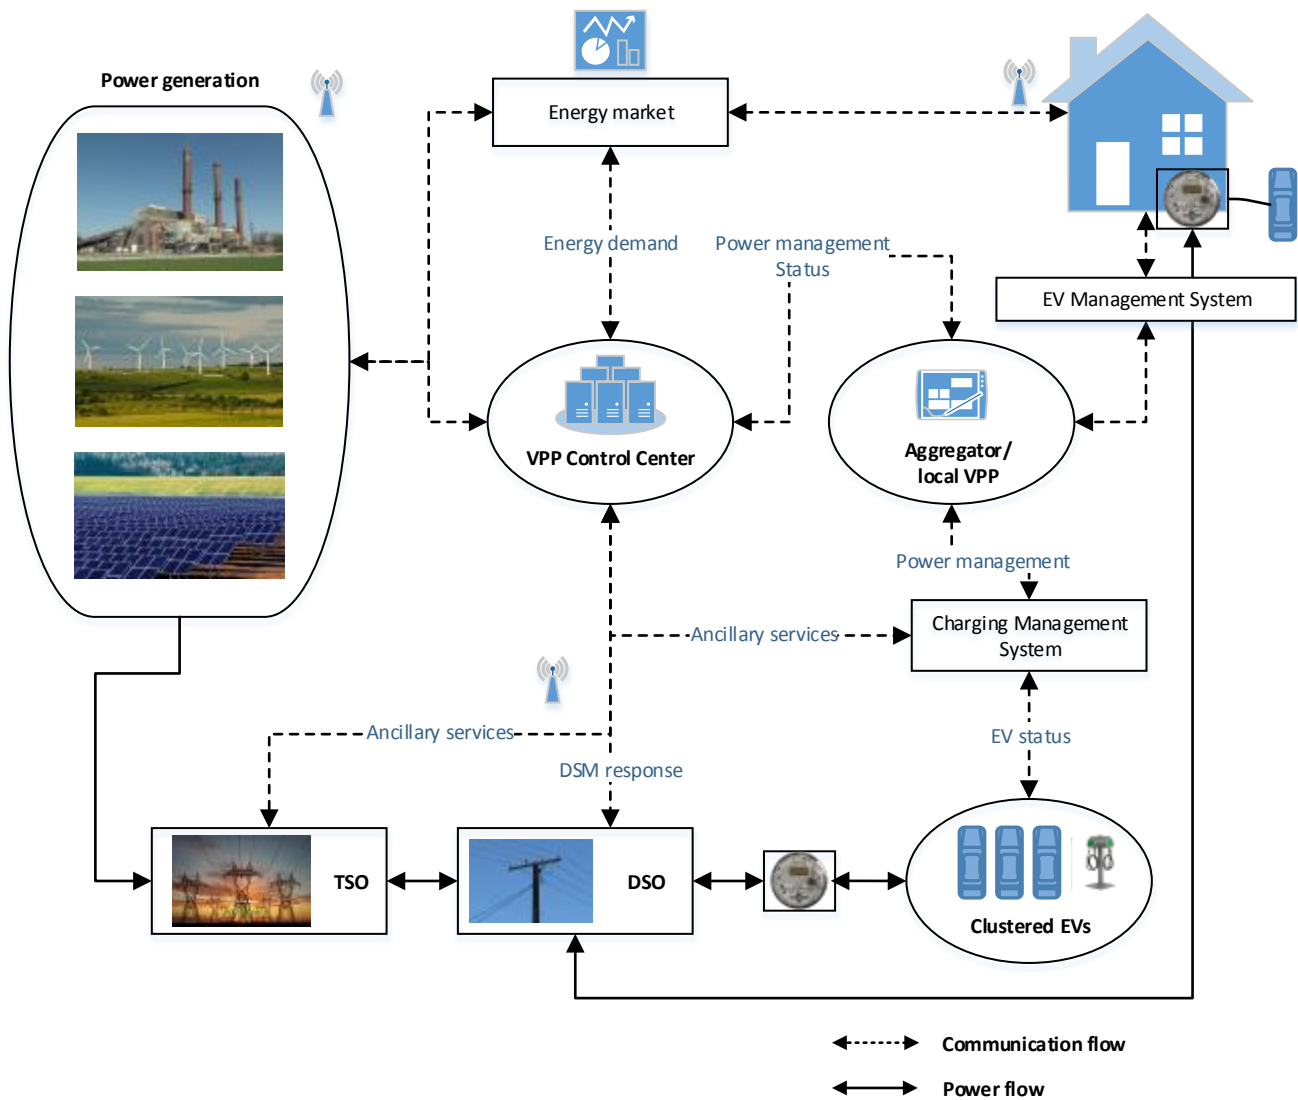 Power generation
Energy market
Energy demand
Power management
Status
EV Management System
VPP Control Center
Aggregator/
local VPP
Power management
Ancillary services
Charging Management
System
Ancillary services
EV status
DSM response
TSO
DSO
Clustered EVs
Communication flow
Power flow